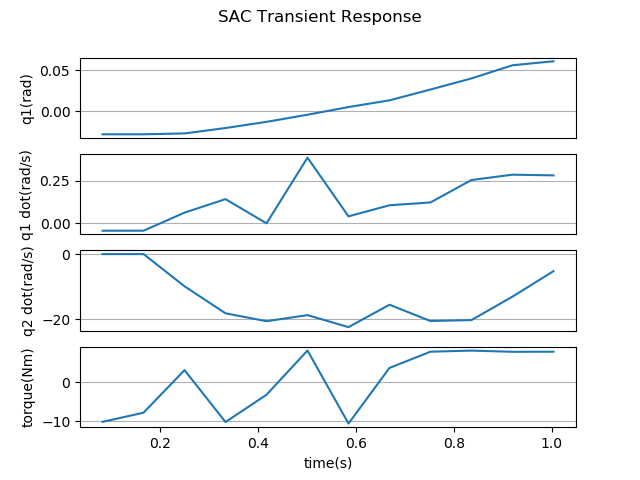 SAC Transient Response
q1(rad)
0.05
0.00
q1 dot(rad/s)
0.25
0.00
q2 dot(rad/s)
0
−20
torque(Nm)
0
−10
0.2 0.4 0.6 0.8 1.0
time(s)